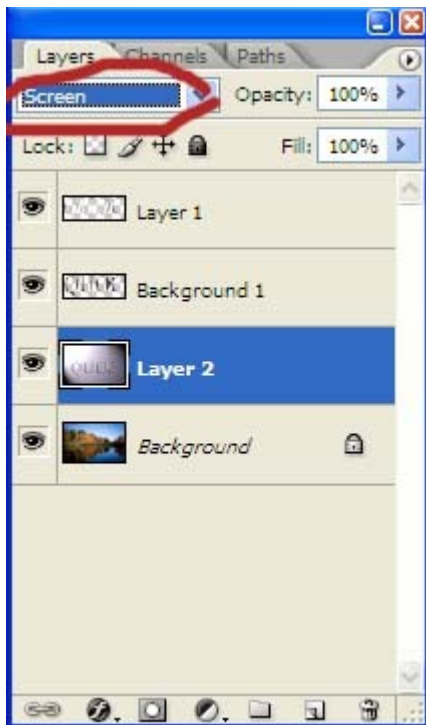 Layers Channels Paths
Screen Opacity: 100%
Lock: Fill: 100%
Layer 1
Background 1
Layer 2
Background